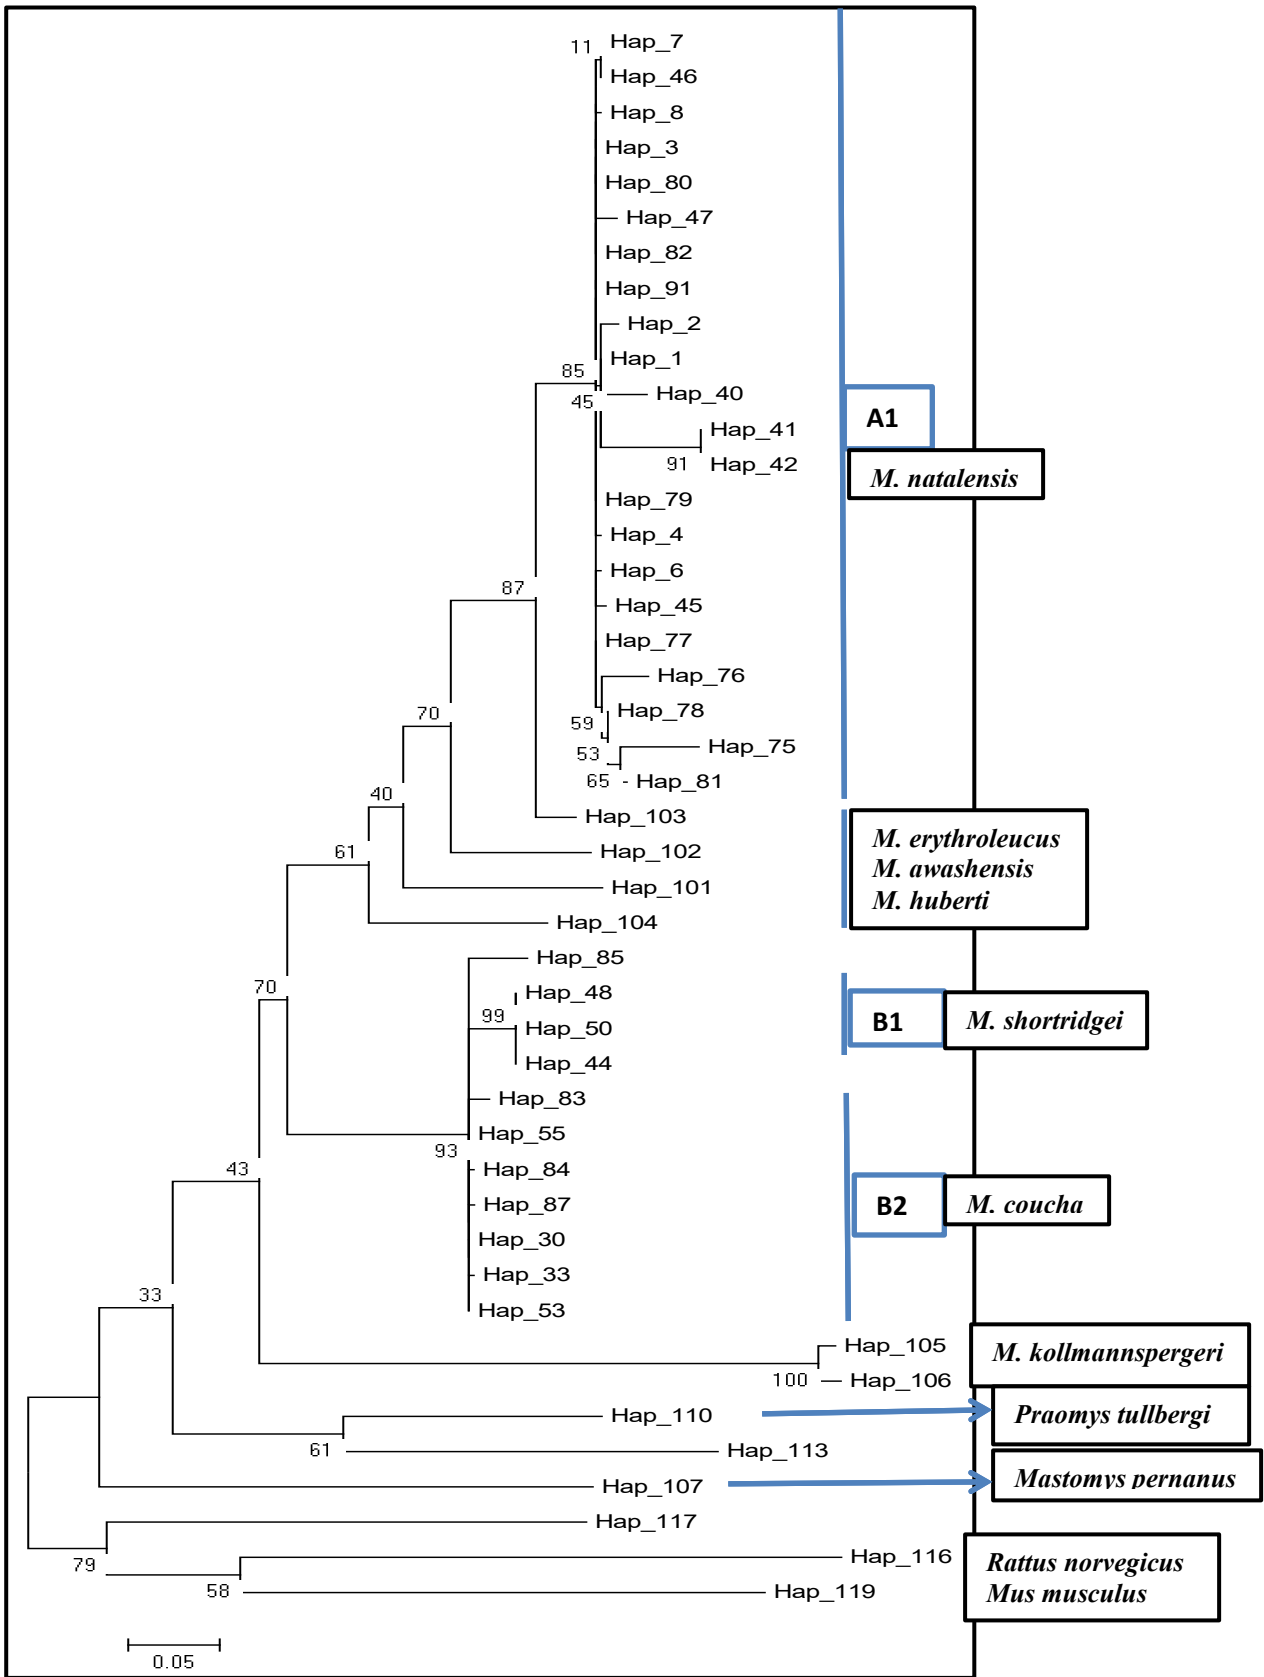 11
Hap_7
Hap_46
Hap_8
Hap_3
Hap_80
Hap_47
Hap_82
Hap_91
Hap_2
Hap_1
85
Hap_40
45
A1
Hap_41
91
Hap_42
M. natalensis
Hap_79
Hap_4
Hap_6
87
Hap_45
Hap_77
Hap_76
70
59
Hap_78
53
Hap_75
65
Hap_81
40
Hap_103
M. erythroleucus
61
Hap_102
M. awashensis
Hap_101
M. huberti
Hap_104
Hap_85
70
Hap_48
99
Hap_50
B1
M. shortridgei
Hap_44
Hap_83
Hap_55
93
43
Hap_84
Hap_87
B2
M. coucha
Hap_30
Hap_33
33
Hap_53
Hap_105
M. kollmannspergeri
100
Hap_106
Hap_110
Praomys tullbergi
61
Hap_113
Hap_107
Mastomys pernanus
Hap_117
79
Hap_116
Rattus norvegicus
58
Hap_119
Mus musculus
0.05